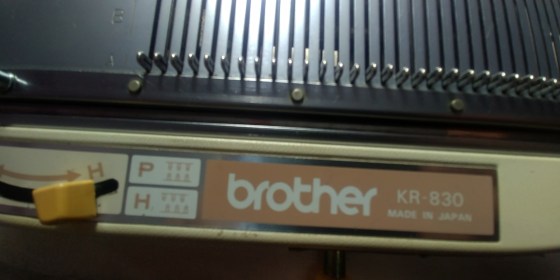 H
P
H
brother
KR-830
MADE IN JAPAN